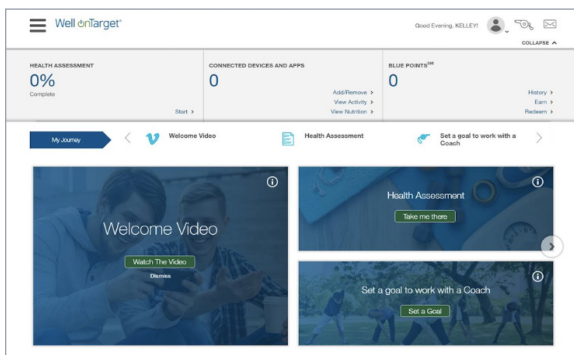 Well onTarget®
Good Evening, KELLEY!
COLLAPSE
HEALTH ASSESSMENT
0%
Complete
Start >
CONNECTED DEVICES AND APPS
0
Add/Remove >
View Activity >
View Nutrition >
BLUE POINTS℠
0
History >
Earn >
Redeem >
My Journey
Welcome Video
Health Assessment
Set a goal to work with a
Coach
Welcome Video
Watch The Video
Dismiss
Health Assessment
Take me there
Set a goal to work with a Coach
Set a Goal